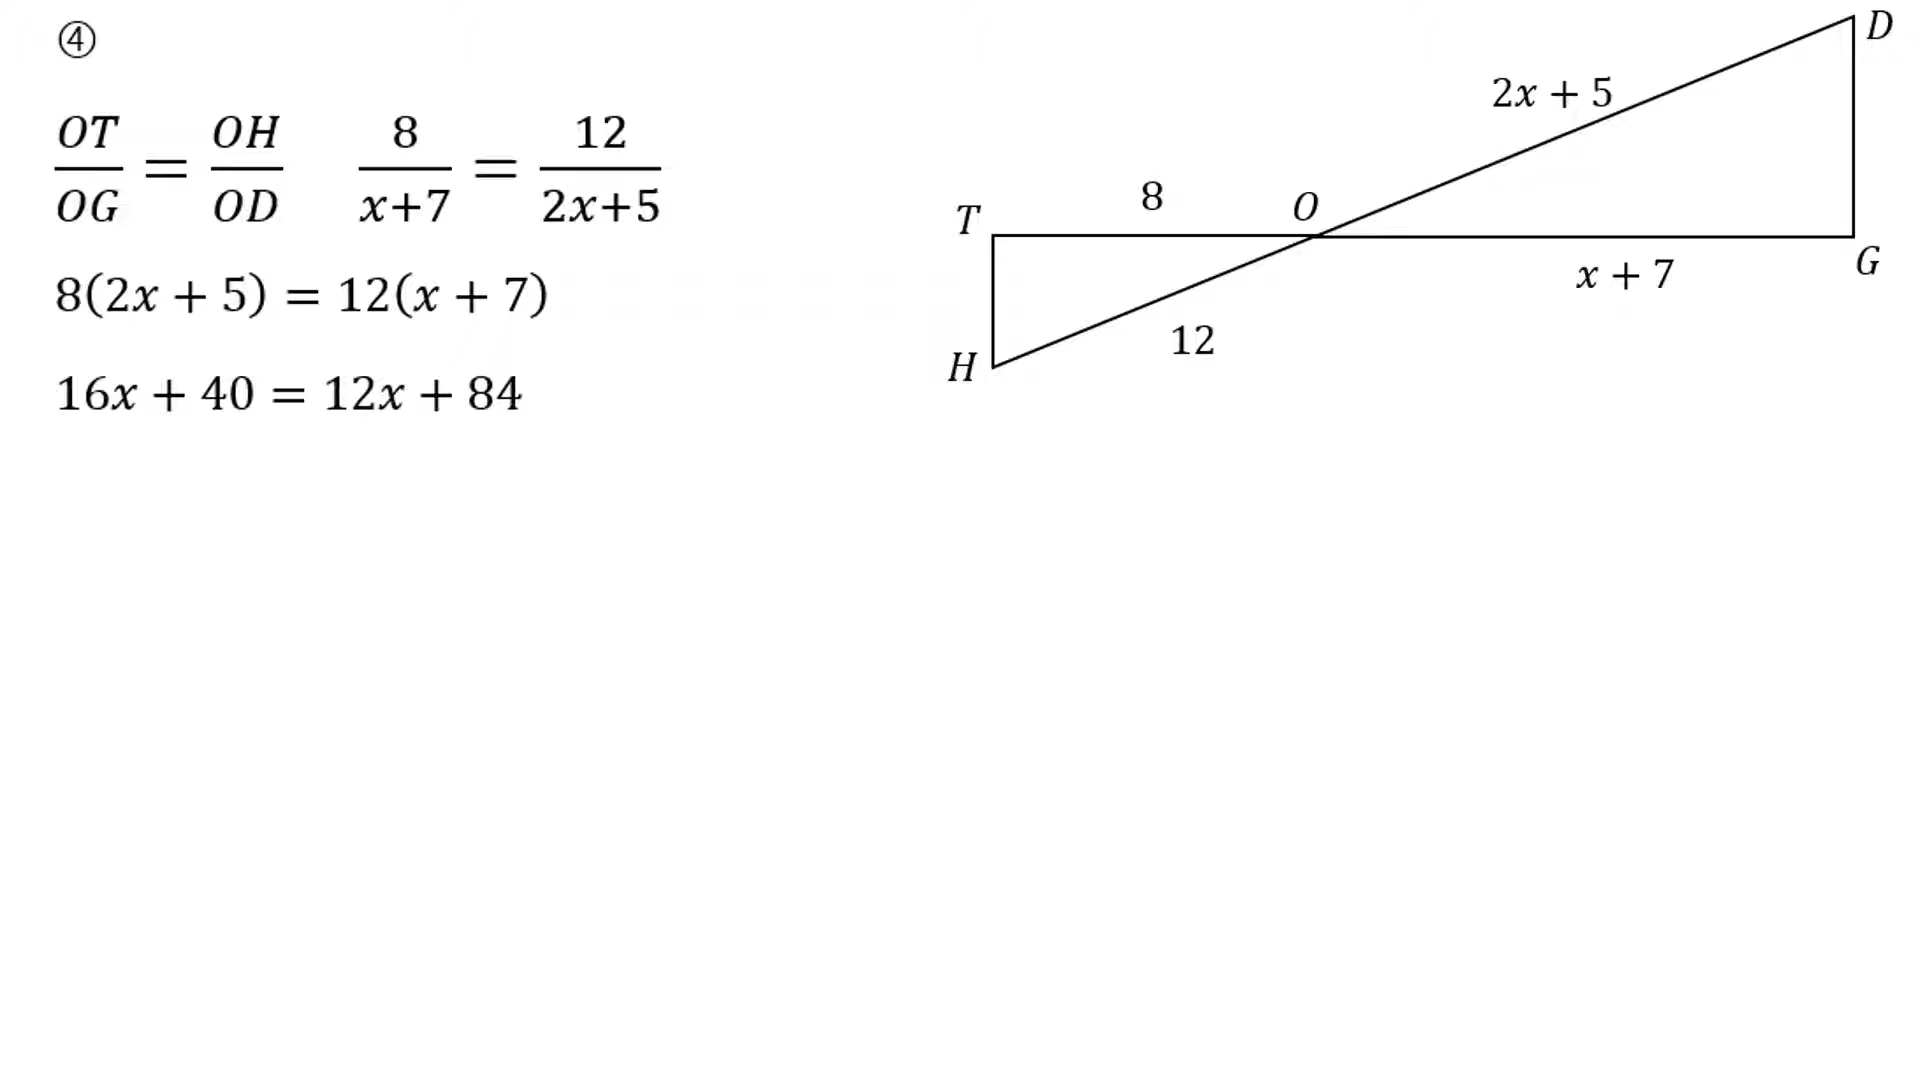 ④
OT/OG = OH/OD 8/x+7 = 12/2x+5
8(2x + 5) = 12(x + 7)
16x + 40 = 12x + 84
D
2x + 5
8
O
T
G
x + 7
12
H